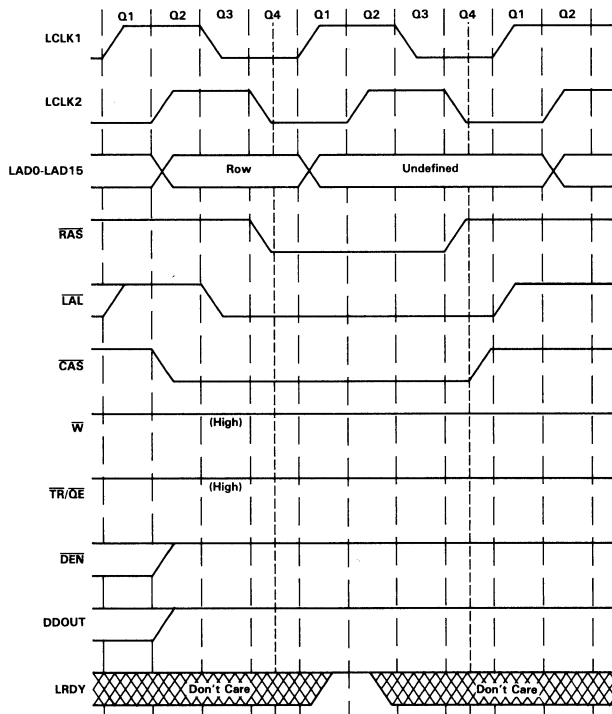 Q1 Q2 Q3 Q4 Q1 Q2 Q3 Q4 Q1 Q2
LCLK1
LCLK2
LAD0-LAD15 Row Undefined
RAS
LAL
CAS
W (High)
TR/QE (High)
DEN
DDOUT
LRDY Don't Care Don't Care